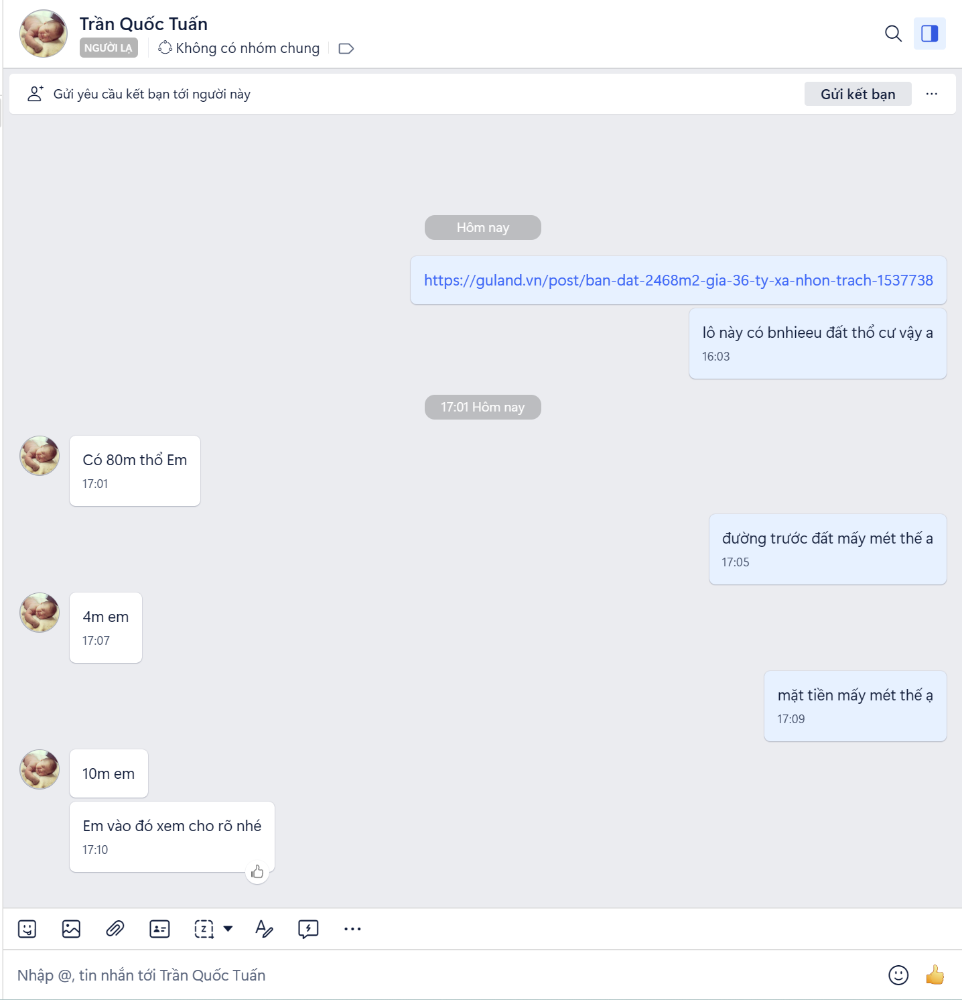 Trần Quốc Tuấn
NGƯỜI LẠ
Không có nhóm chung
Gửi yêu cầu kết bạn tới người này
Gửi kết bạn
Hôm nay
https://guland.vn/post/ban-dat-2468m2-gia-36-ty-xa-nhon-trach-1537738
lô này có bnhieeu đất thổ cư vậy a
16:03
17:01 Hôm nay
Có 80m thổ Em
17:01
đường trước đất mấy mét thế a
17:05
4m em
17:07
mặt tiền mấy mét thế ạ
17:09
10m em
Em vào đó xem cho rõ nhé
17:10
Nhập @, tin nhắn tới Trần Quốc Tuấn